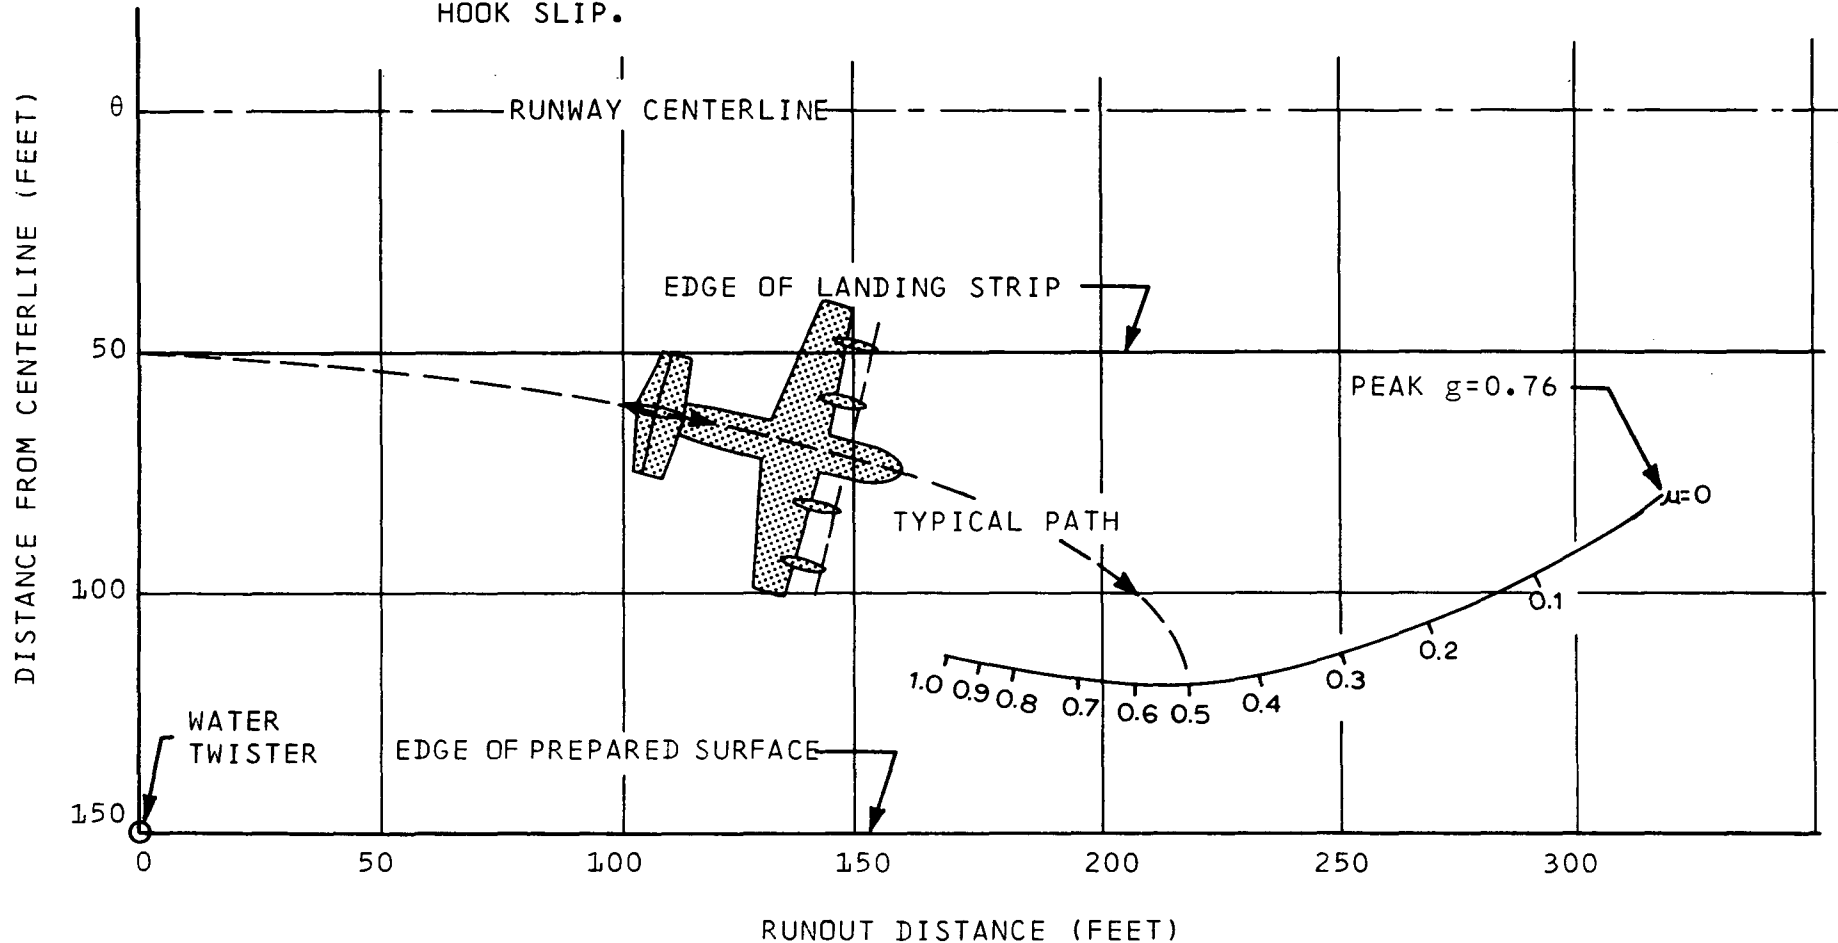 HOOK SLIP.
DISTANCE FROM CENTERLINE (FEET)
θ
RUNWAY CENTERLINE
EDGE OF LANDING STRIP
50
PEAK g=0.76
μ=0
TYPICAL PATH
100
0.1
0.2
0.3
1.0 0.9 0.8 0.7 0.6 0.5 0.4
WATER
TWISTER
EDGE OF PREPARED SURFACE
150
0 50 100 150 200 250 300
RUNOUT DISTANCE (FEET)